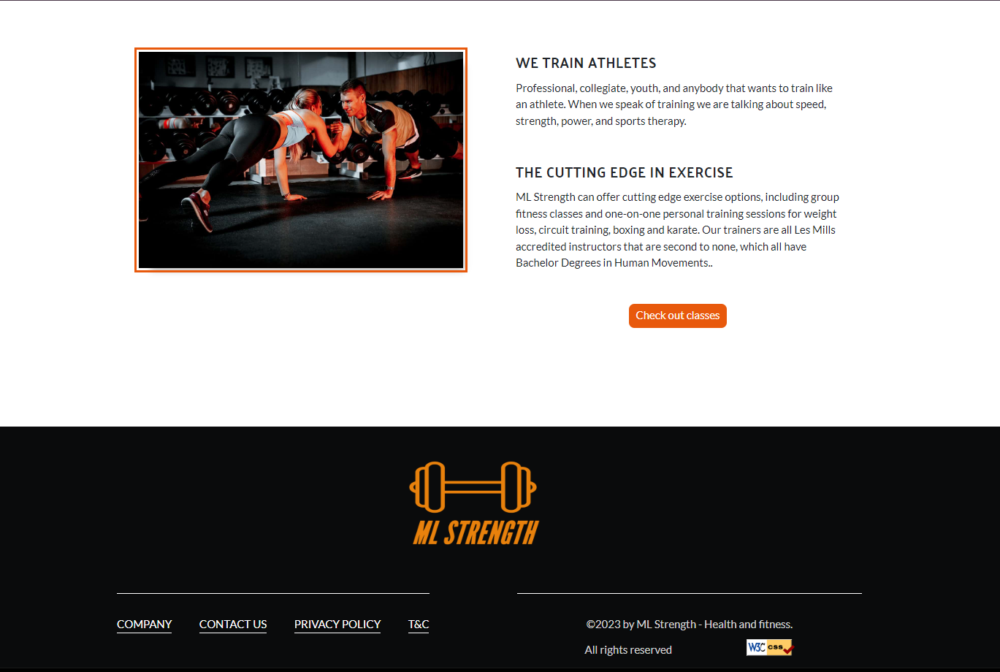 WE TRAIN ATHLETES
Professional, collegiate, youth, and anybody that wants to train like
an athlete. When we speak of training we are talking about speed,
strength, power, and sports therapy.
THE CUTTING EDGE IN EXERCISE
ML Strength can offer cutting edge exercise options, including group
fitness classes and one-on-one personal training sessions for weight
loss, circuit training, boxing and karate. Our trainers are all Les Mills
accredited instructors that are second to none, which all have
Bachelor Degrees in Human Movements..
Check out classes
ML STRENGTH
COMPANY CONTACT US PRIVACY POLICY T&C
©2023 by ML Strength - Health and fitness.
All rights reserved
W3C css